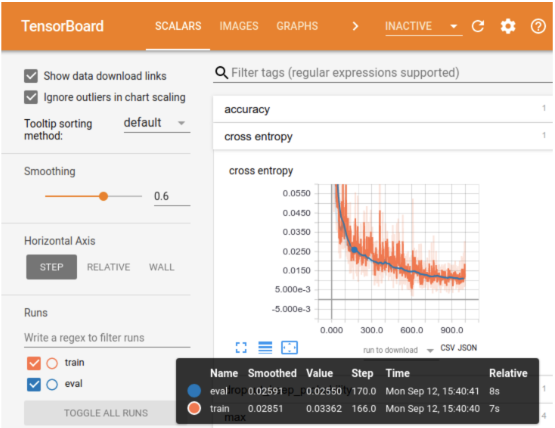 TensorBoard
SCALARS IMAGES GRAPHS > INACTIVE
Show data download links
Ignore outliers in chart scaling
Tooltip sorting method: default
Smoothing
0.6
Horizontal Axis
STEP RELATIVE WALL
Runs
Write a regex to filter runs
train
eval
TOGGLE ALL RUNS
Filter tags (regular expressions supported)
accuracy 1
cross entropy 1
cross entropy
0.0550
0.0450
0.0350
0.0250
0.0150
5.000e-3
-5.000e-3
0.000 300.0 600.0 900.0
run to download CSV JSON
Name Smoothed Value Step Time Relative
eval 0.02591 0.02550 170.0 Mon Sep 12, 15:40:41 8s
train 0.02851 0.03362 166.0 Mon Sep 12, 15:40:40 7s
1
max 4